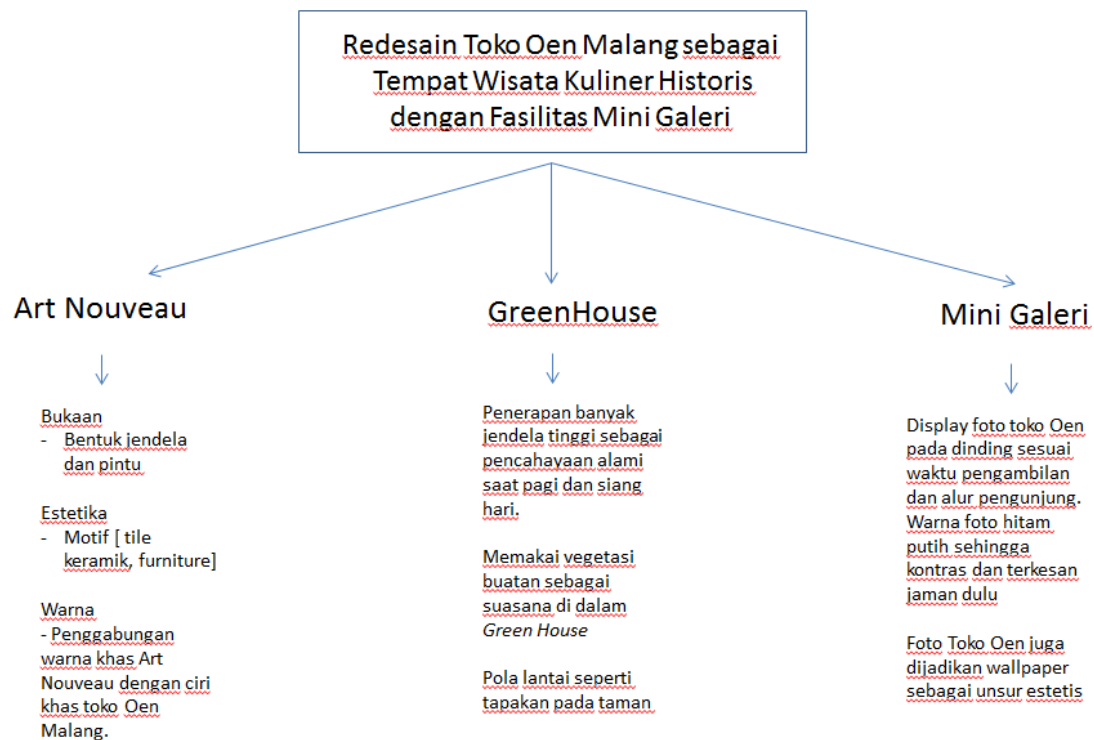 Redesain Toko Oen Malang sebagai
Tempat Wisata Kuliner Historis
dengan Fasilitas Mini Galeri
Art Nouveau
Bukaan
- Bentuk jendela
dan pintu
Estetika
- Motif [ tile
keramik, furniture]
Warna
- Penggabungan
warna khas Art
Nouveau dengan ciri
khas toko Oen
Malang.
GreenHouse
Penerapan banyak
jendela tinggi sebagai
pencahayaan alami
saat pagi dan siang
hari.
Memakai vegetasi
buatan sebagai
suasana di dalam
Green House
Pola lantai seperti
tapakan pada taman
Mini Galeri
Display foto toko Oen
pada dinding sesuai
waktu pengambilan
dan alur pengunjung.
Warna foto hitam
putih sehingga
kontras dan terkesan
jaman dulu
Foto Toko Oen juga
dijadikan wallpaper
sebagai unsur estetis